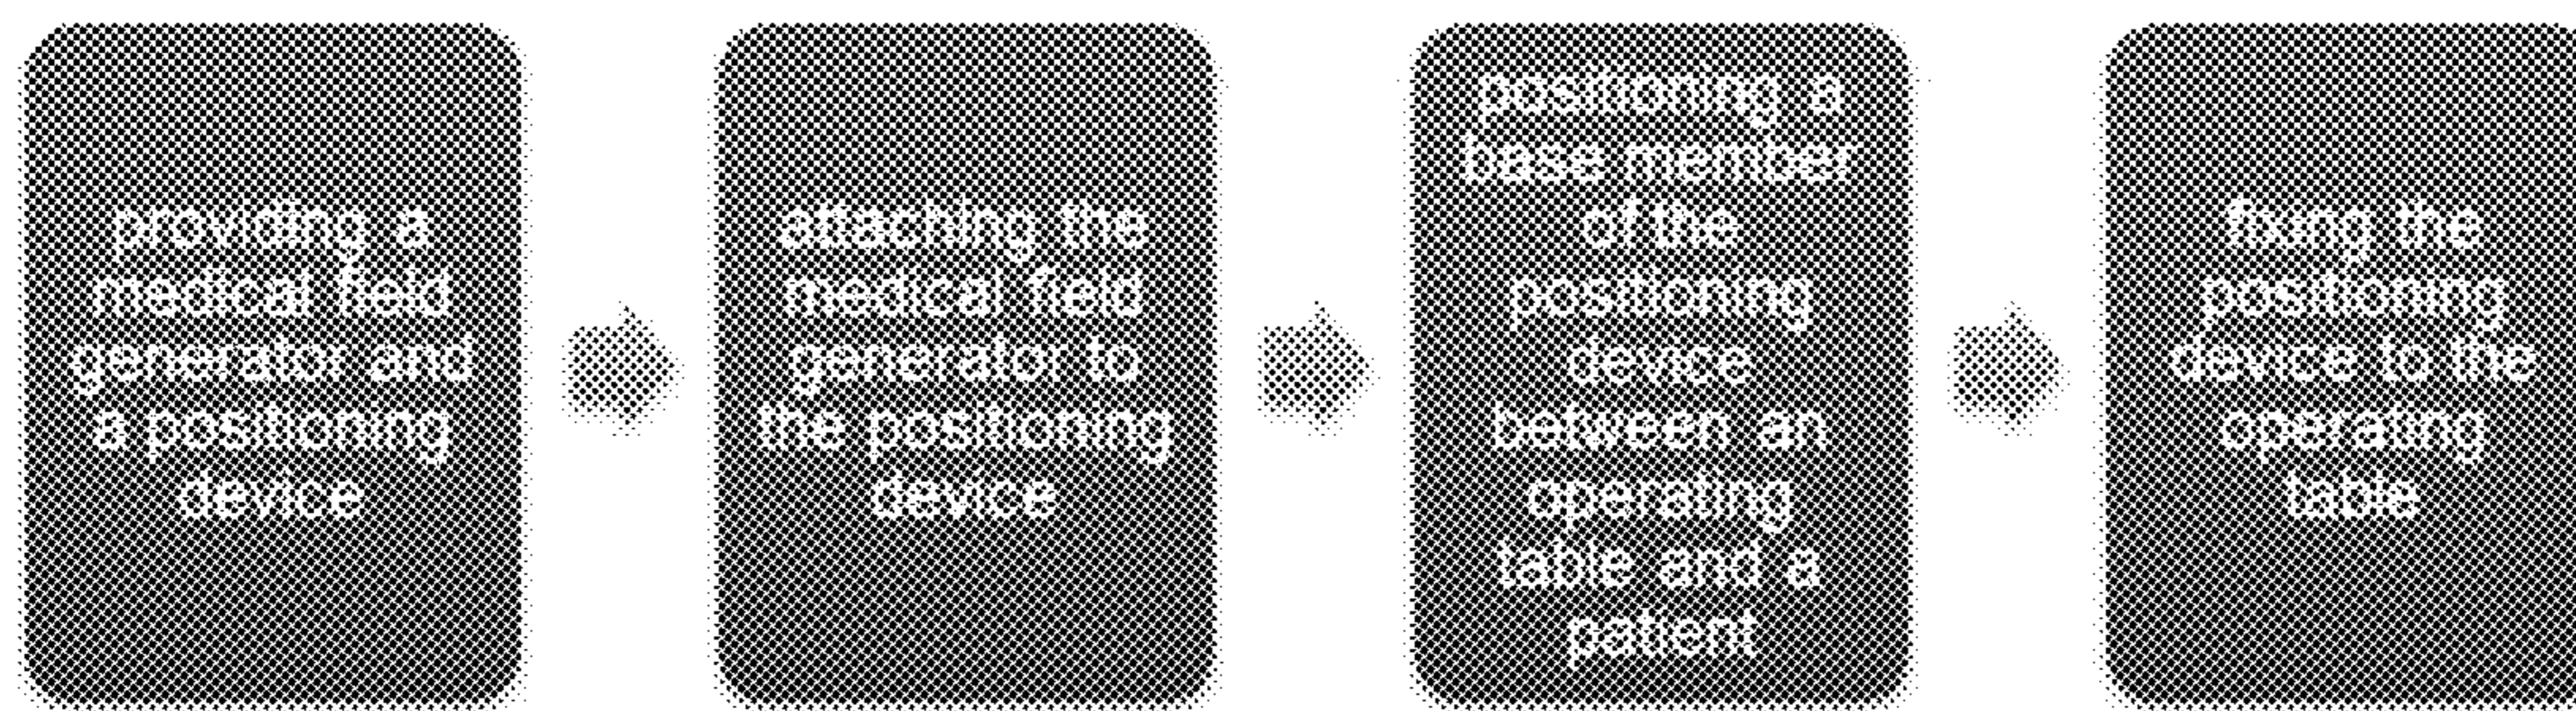 providing a
medical field
generator and
a positioning
device
attaching the
medical field
generator to
the positioning
device
positioning a
base member
of the
positioning
device
between an
operating
table and a
patient
fixing the
positioning
device to the
operating
table